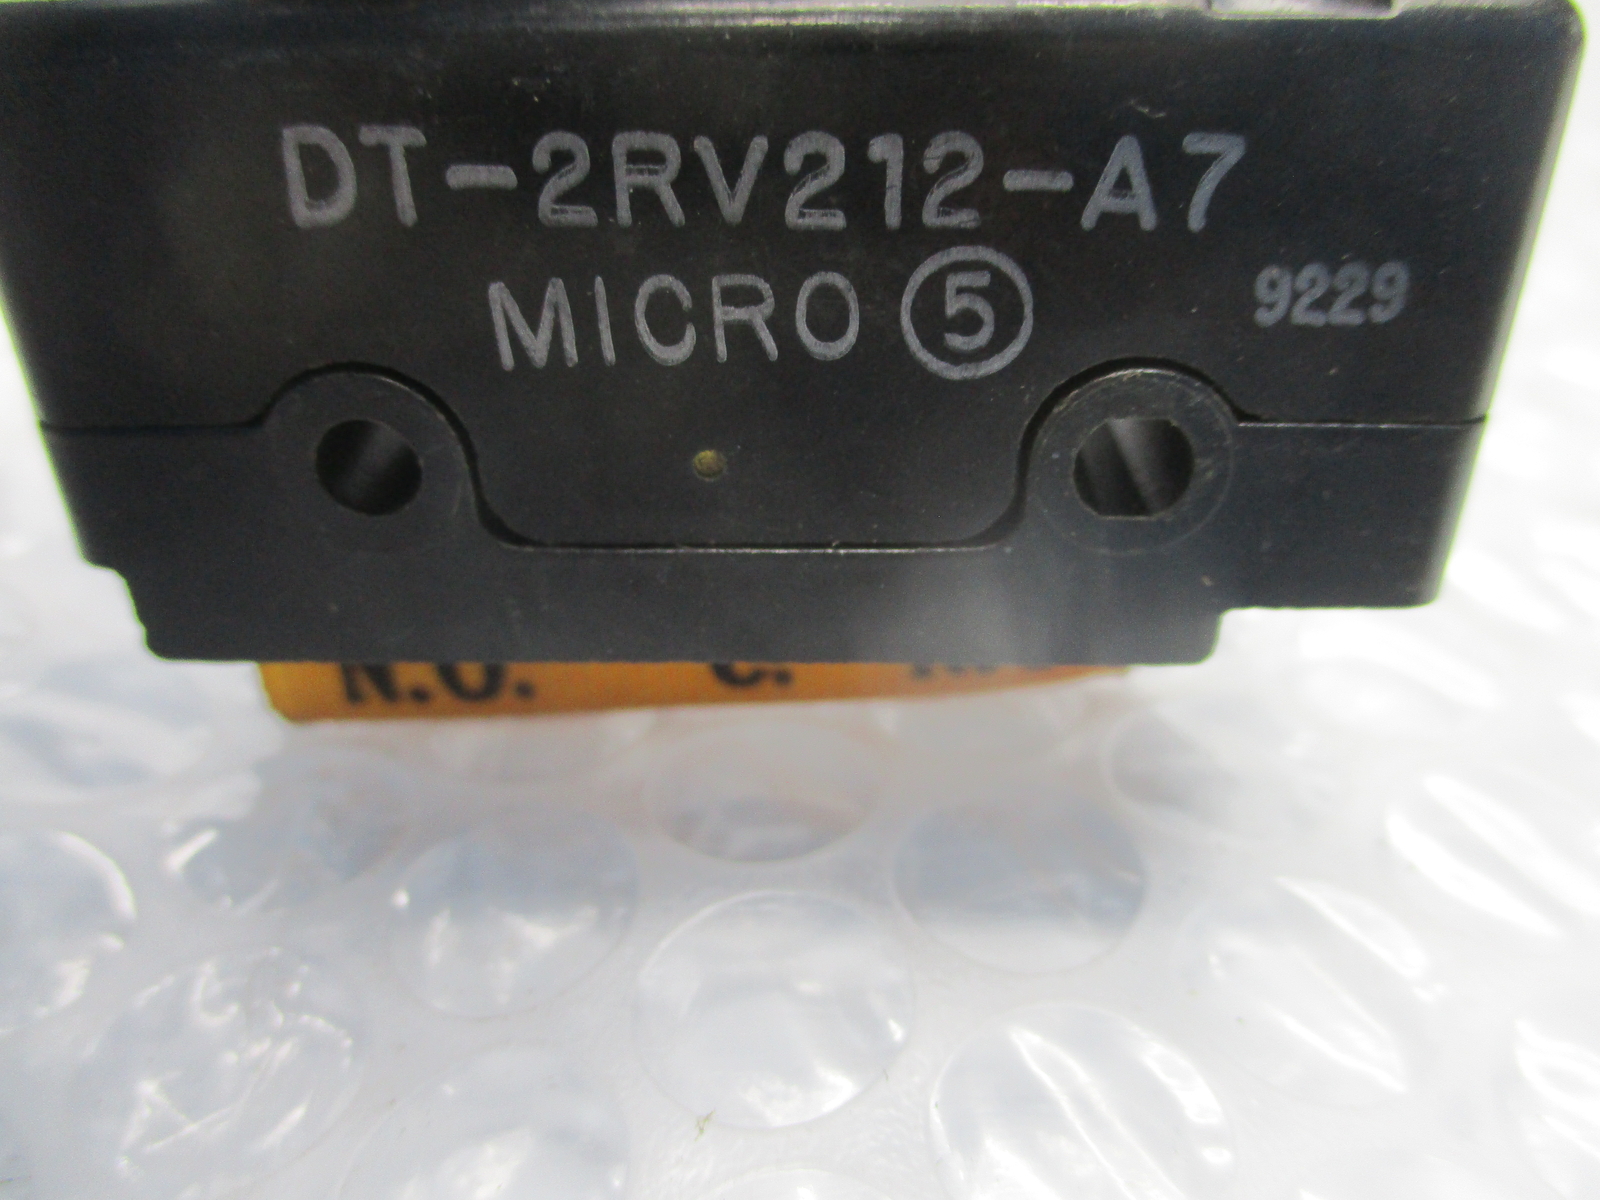 DT-2RV212-A7
MICRO 5
9229
N.O. C.